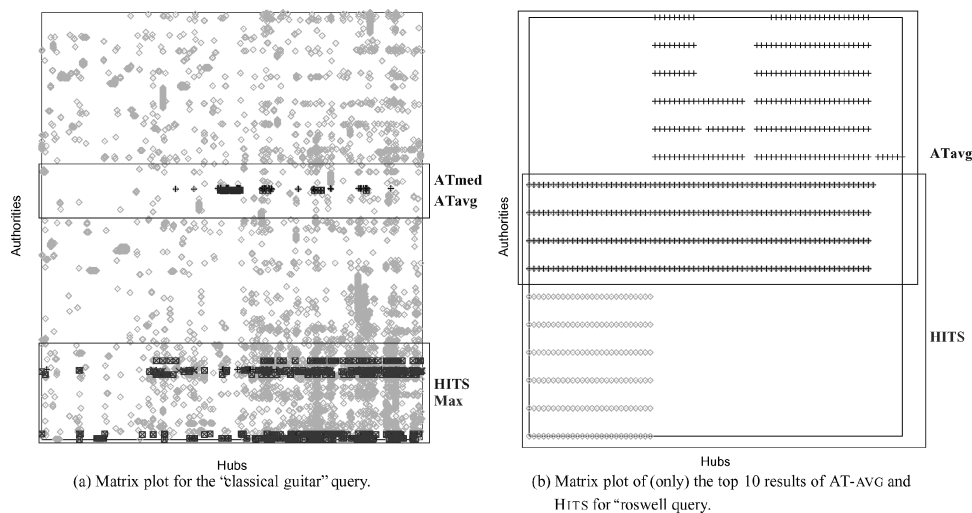 Authorities
ATmed
ATavg
HITS
Max
Hubs
(a) Matrix plot for the "classical guitar" query.
Authorities
ATavg
HITS
Hubs
(b) Matrix plot of (only) the top 10 results of AT-AVG and
HITS for "roswell query.